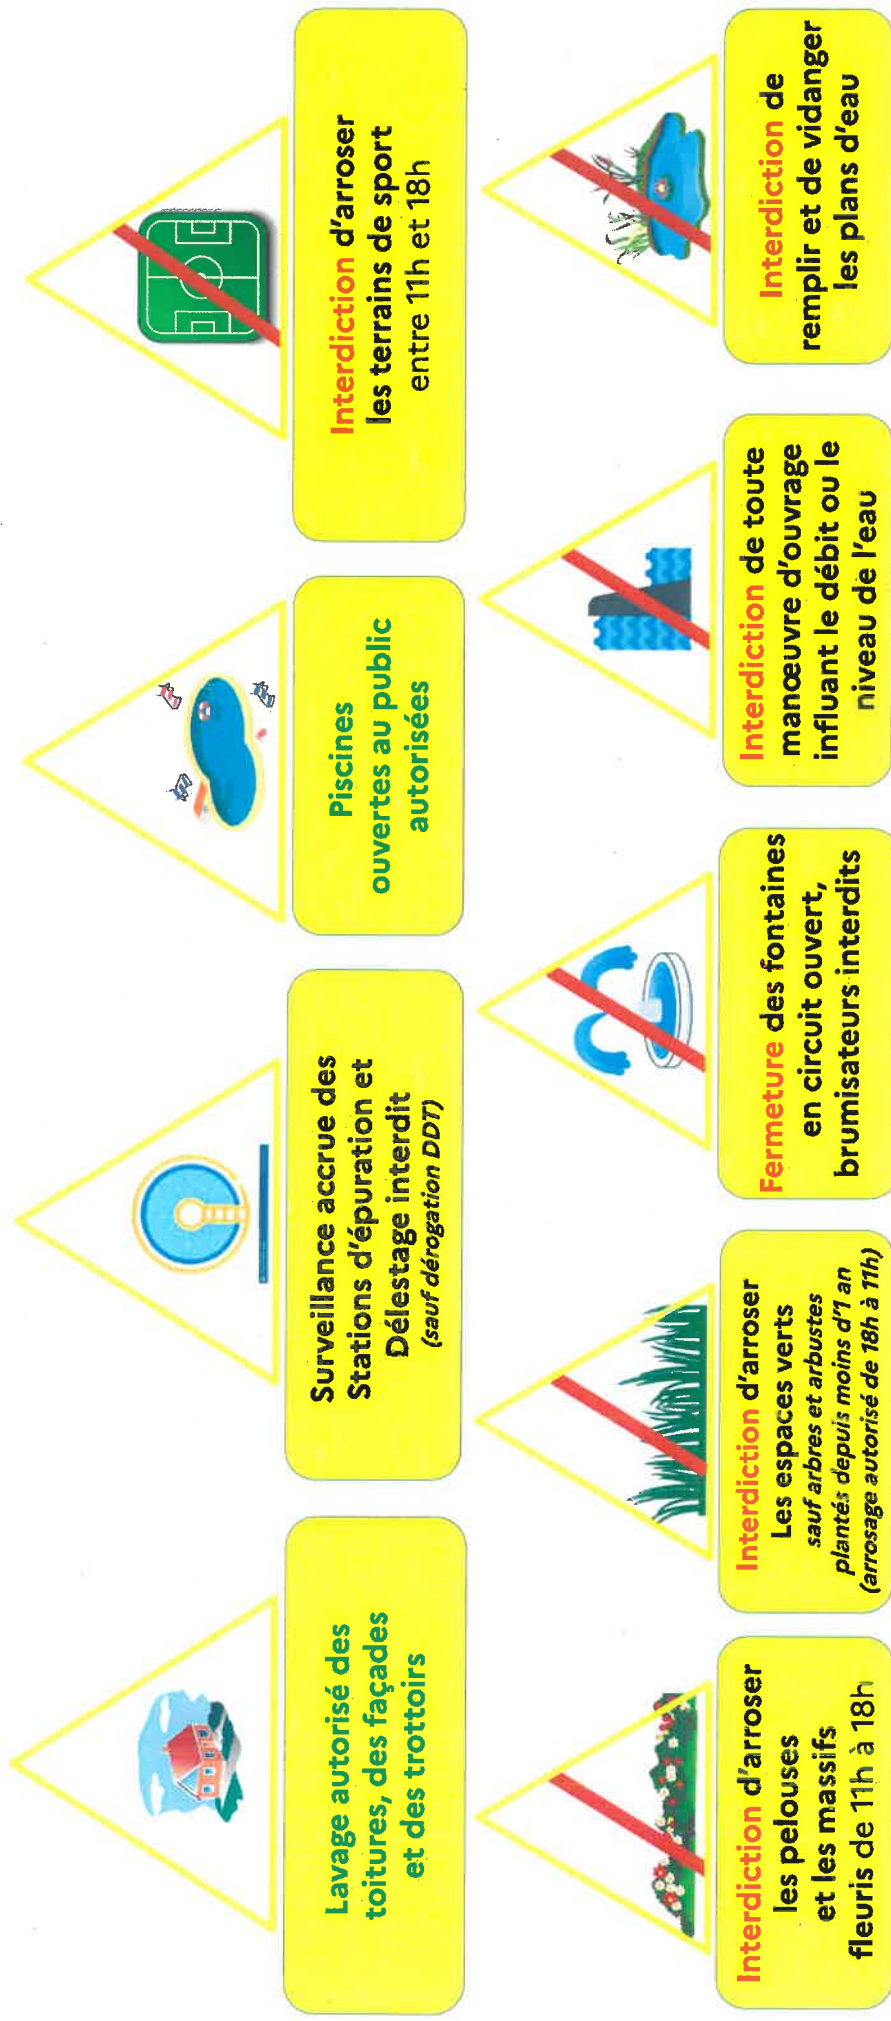 Lavage autorisé des
toitures, des façades
et des trottoirs
Surveillance accrue des
Stations d'épuration et
Délestage interdit
(sauf dérogation DDT)
Piscines
ouvertes au public
autorisées
Interdiction d'arroser
les terrains de sport
entre 11h et 18h
Interdiction d'arroser
les pelouses
et les massifs
fleuris de 11h à 18h
Interdiction d'arroser
Les espaces verts
sauf arbres et arbustes
plantés depuis moins d'1 an
(arrosage autorisé de 18h à 11h)
Fermeture des fontaines
en circuit ouvert,
brumisateurs interdits
Interdiction de toute
manœuvre d'ouvrage
influant le débit ou le
niveau de l'eau
Interdiction de
remplir et de vidanger
les plans d'eau